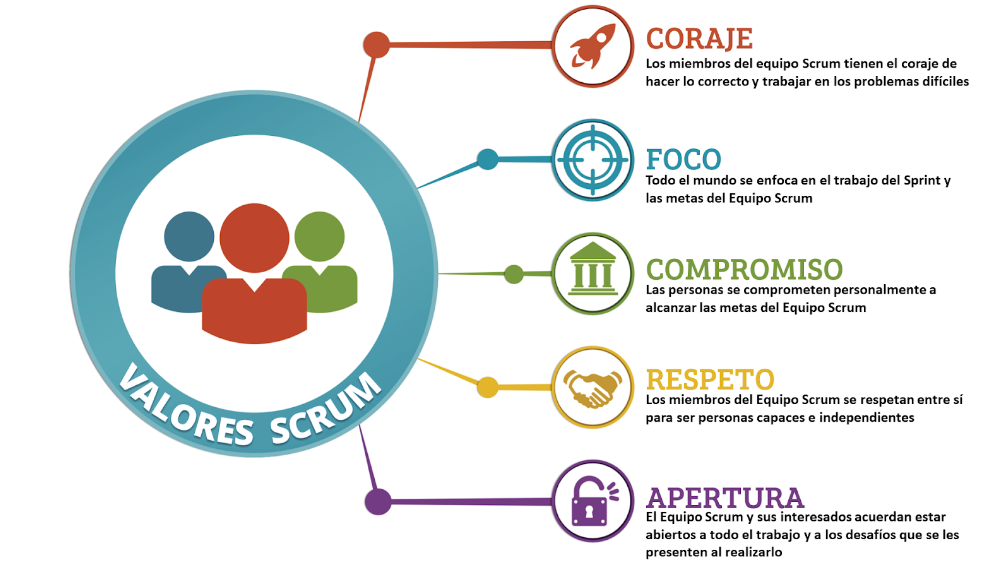 VALORES SCRUM
CORAJE
Los miembros del equipo Scrum tienen el coraje de
hacer lo correcto y trabajar en los problemas difíciles
FOCO
Todo el mundo se enfoca en el trabajo del Sprint y
las metas del Equipo Scrum
COMPROMISO
Las personas se comprometen personalmente a
alcanzar las metas del Equipo Scrum
RESPETO
Los miembros del Equipo Scrum se respetan entre sí
para ser personas capaces e independientes
APERTURA
El Equipo Scrum y sus interesados acuerdan estar
abiertos a todo el trabajo y a los desafíos que se les
presenten al realizarlo